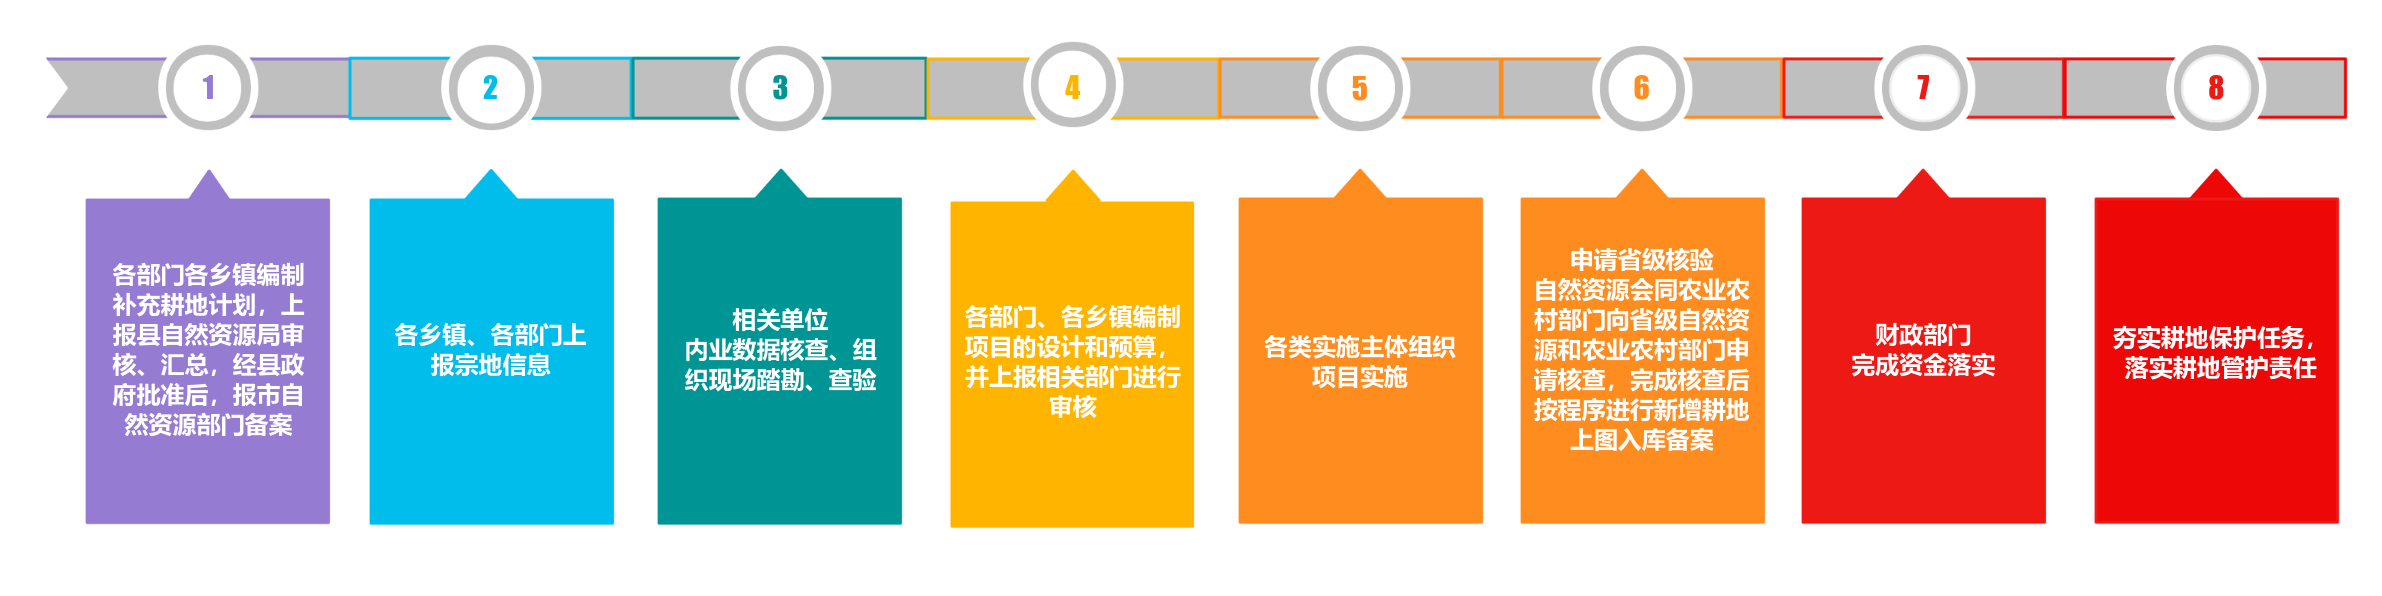 1
2
3
4
5
6
7
8
各部门各乡镇编制
补充耕地计划，上
报县自然资源局审
核、汇总，经县政
府批准后，报市自
然资源部门备案
各乡镇、各部门上
报宗地信息
相关单位
内业数据核查、组
织现场踏勘、查验
各部门、各乡镇编制
项目的设计和预算，
并上报相关部门进行
审核
各类实施主体组织
项目实施
申请省级核验
自然资源会同农业农
村部门向省级自然资
源和农业农村部门申
请核查，完成核查后
按程序进行新增耕地
上图入库备案
财政部门
完成资金落实
夯实耕地保护任务，
落实耕地管护责任